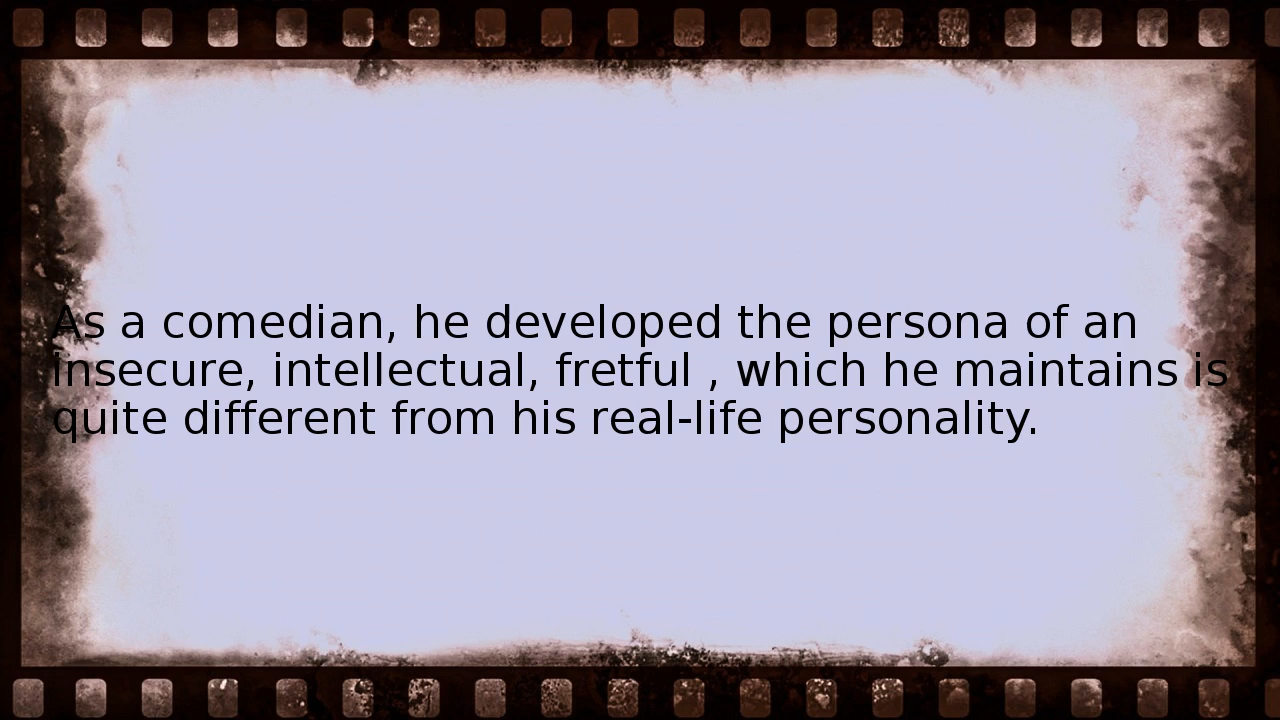 As a comedian, he developed the persona of an
insecure, intellectual, fretful , which he maintains is
quite different from his real-life personality.